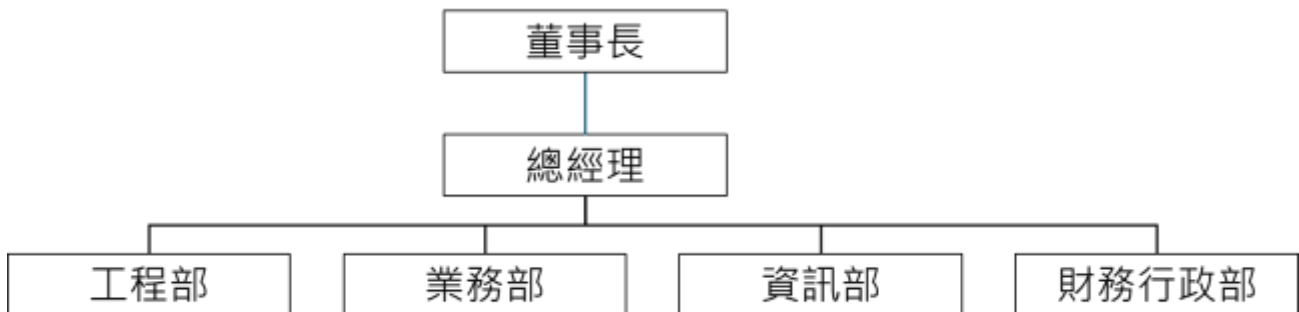 董事長
總經理
工程部
業務部
資訊部
財務行政部